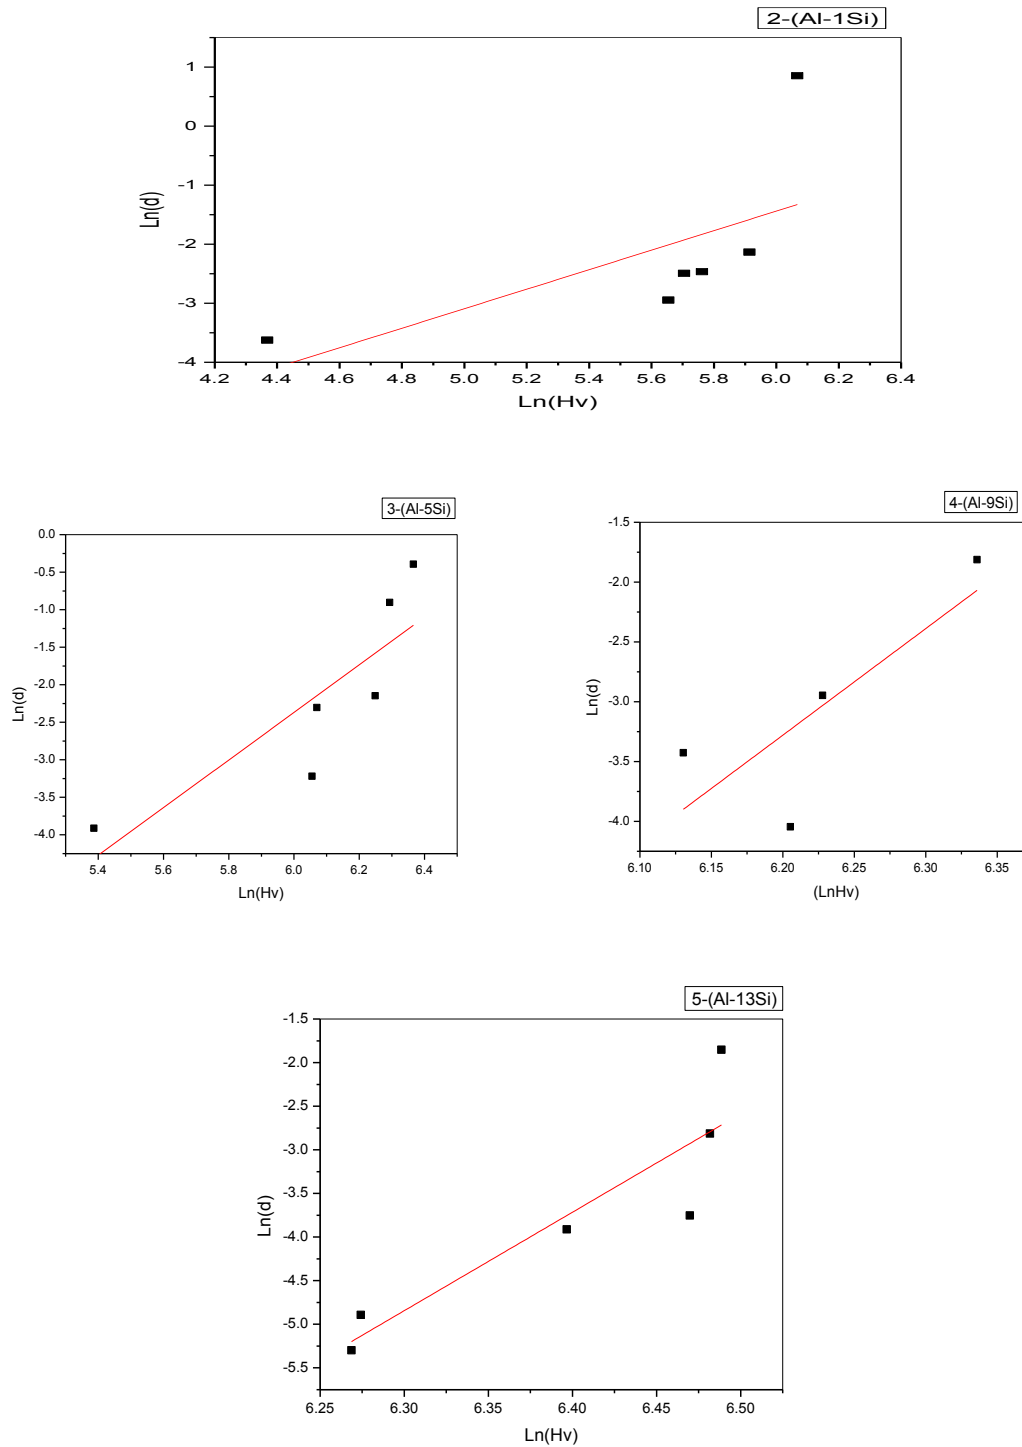 2-(Al-1Si)
1
0
-1
-2
-3
-4
Ln(d)
4.2 4.4 4.6 4.8 5.0 5.2 5.4 5.6 5.8 6.0 6.2 6.4
Ln(Hv)
3-(Al-5Si)
0.0
-0.5
-1.0
-1.5
-2.0
-2.5
-3.0
-3.5
-4.0
Ln(d)
5.4 5.6 5.8 6.0 6.2 6.4
Ln(Hv)
4-(Al-9Si)
-1.5
-2.0
-2.5
-3.0
-3.5
-4.0
Ln(d)
6.10 6.15 6.20 6.25 6.30 6.35
(LnHv)
5-(Al-13Si)
-1.5
-2.0
-2.5
-3.0
-3.5
-4.0
-4.5
-5.0
-5.5
Ln(d)
6.25 6.30 6.35 6.40 6.45 6.50
Ln(Hv)